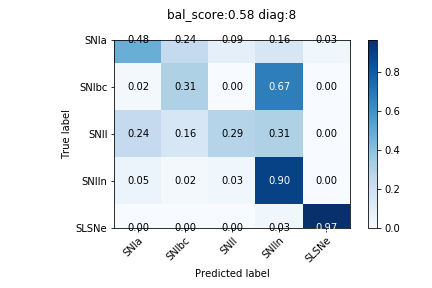 bal_score:0.58 diag:8
SNIa 0.48 0.24 0.09 0.16 0.03
SNIbc 0.02 0.31 0.00 0.67 0.00
SNII 0.24 0.16 0.29 0.31 0.00
SNIIn 0.05 0.02 0.03 0.90 0.00
SLSNe 0.00 0.00 0.00 0.03 0.97
SNIa SNIbc SNII SNIIn SLSNe
True label
Predicted label
0.8
0.6
0.4
0.2
0.0